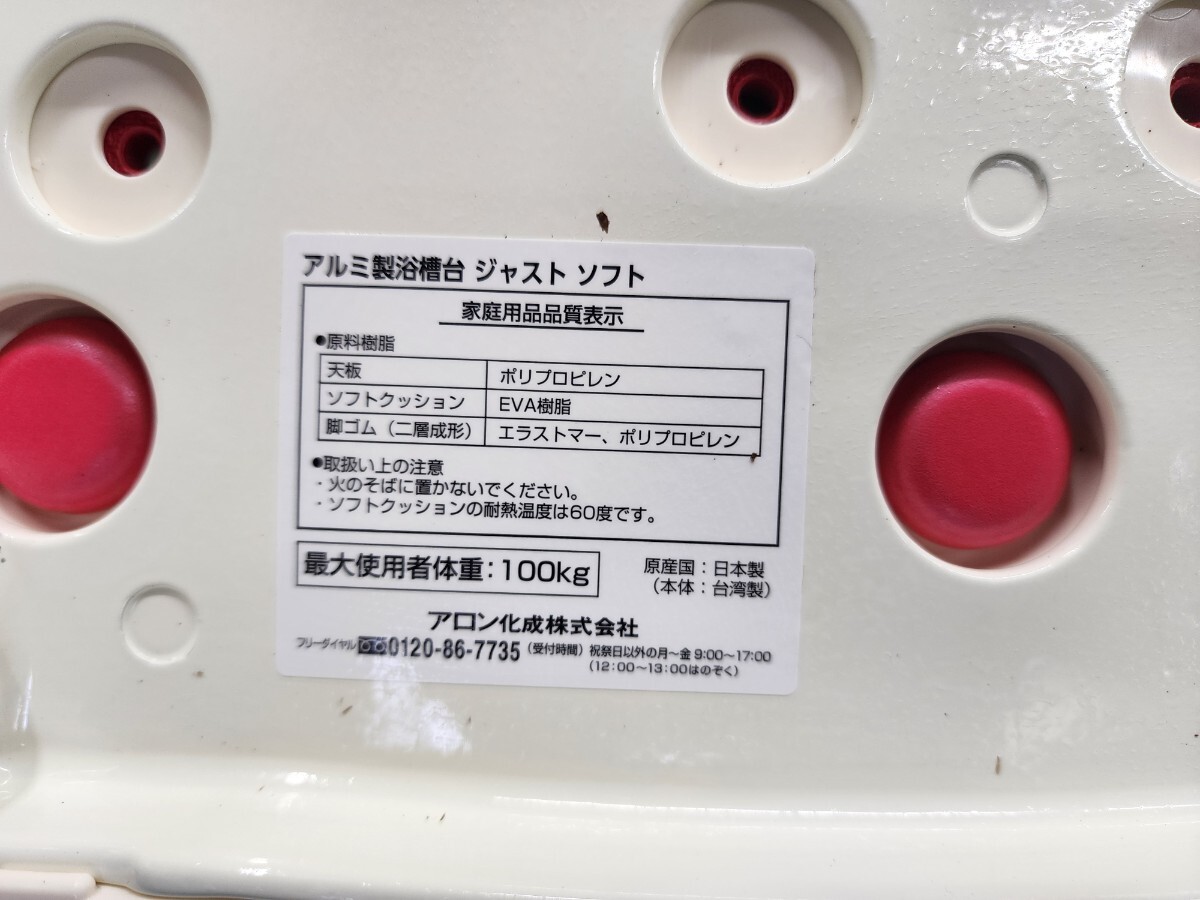 アルミ製浴槽台 ジャスト ソフト
家庭用品品質表示
●原料樹脂
天板 ポリプロピレン
ソフトクッション EVA樹脂
脚ゴム（二層成形） エラストマー、ポリプロピレン
●取扱い上の注意
・火のそばに置かないでください。
・ソフトクッションの耐熱温度は60度です。
最大使用者体重：100kg
原産国：日本製
（本体：台湾製）
アロン化成株式会社
フリーダイヤル 0120-86-7735（受付時間）祝祭日以外の月～金 9:00～17:00
（12:00～13:00はのぞく）